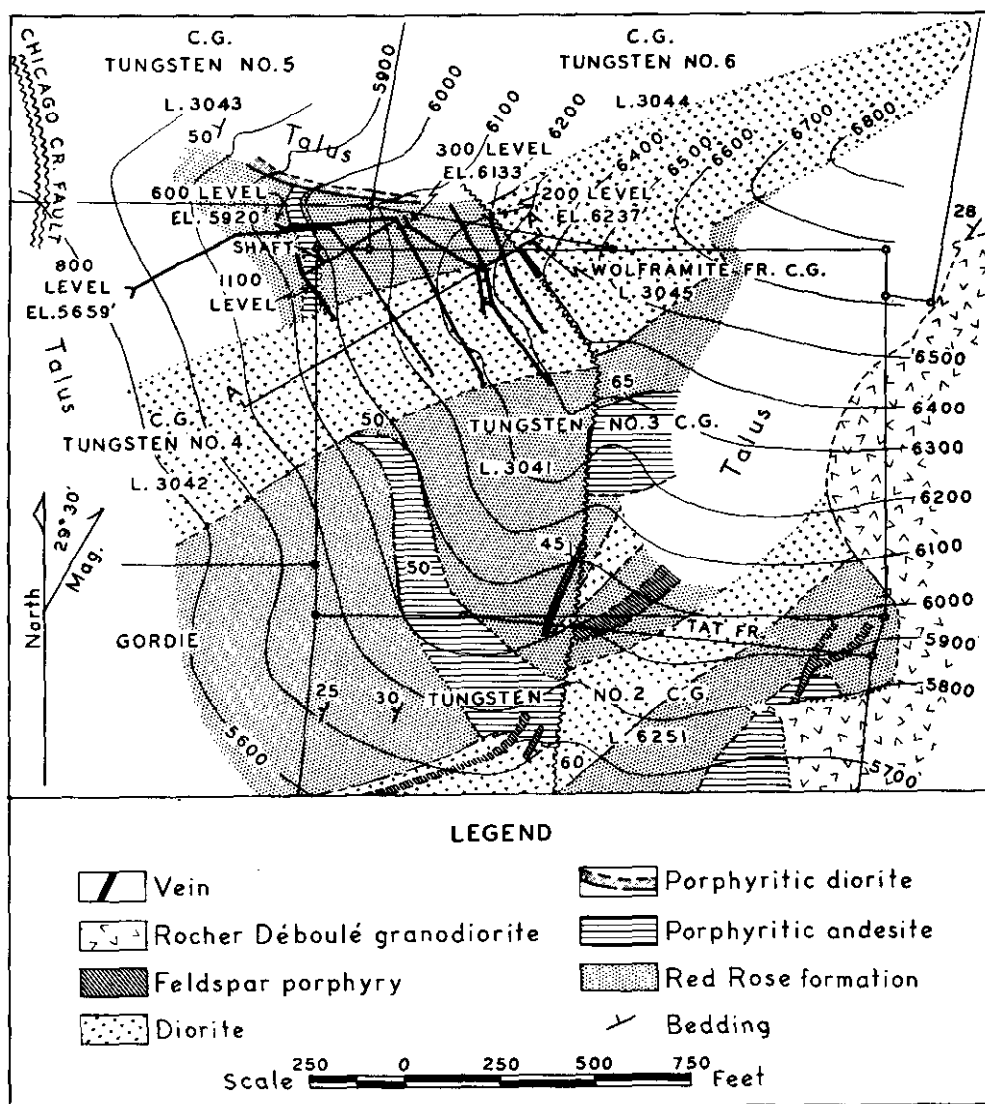 C.G.
TUNGSTEN NO.5
C.G.
TUNGSTEN NO.6
CHICAGO CR. FAULT
L.3043
50
Talus
5900
6000
6100
6200
L.3044
6400
6500
6600
6700
6800
300 LEVEL
EL.6133
600 LEVEL
EL.5920
200 LEVEL
EL.6237
A
28
SHAFT
800
LEVEL
EL.5659'
1100
LEVEL
WOLFRAMITE-FR. C.G.
L.3045
Talus
A
6500
C.G.
TUNGSTEN NO.4
L.3042
50
65
TUNGSTEN NO.3 C.G.
L.3041
Talus
6400
6300
6200
6100
29°30'
Mag.
North
45
50
6000
GORDIE
TAT FR.
5900
5800
25
30
TUNGSTEN NO.2 C.G.
L.6251
5600
60
5700
LEGEND
Vein
Porphyritic diorite
Rocher Déboulé granodiorite
Porphyritic andesite
Feldspar porphyry
Red Rose formation
Diorite
Bedding
250 0 250 500 750
Scale Feet